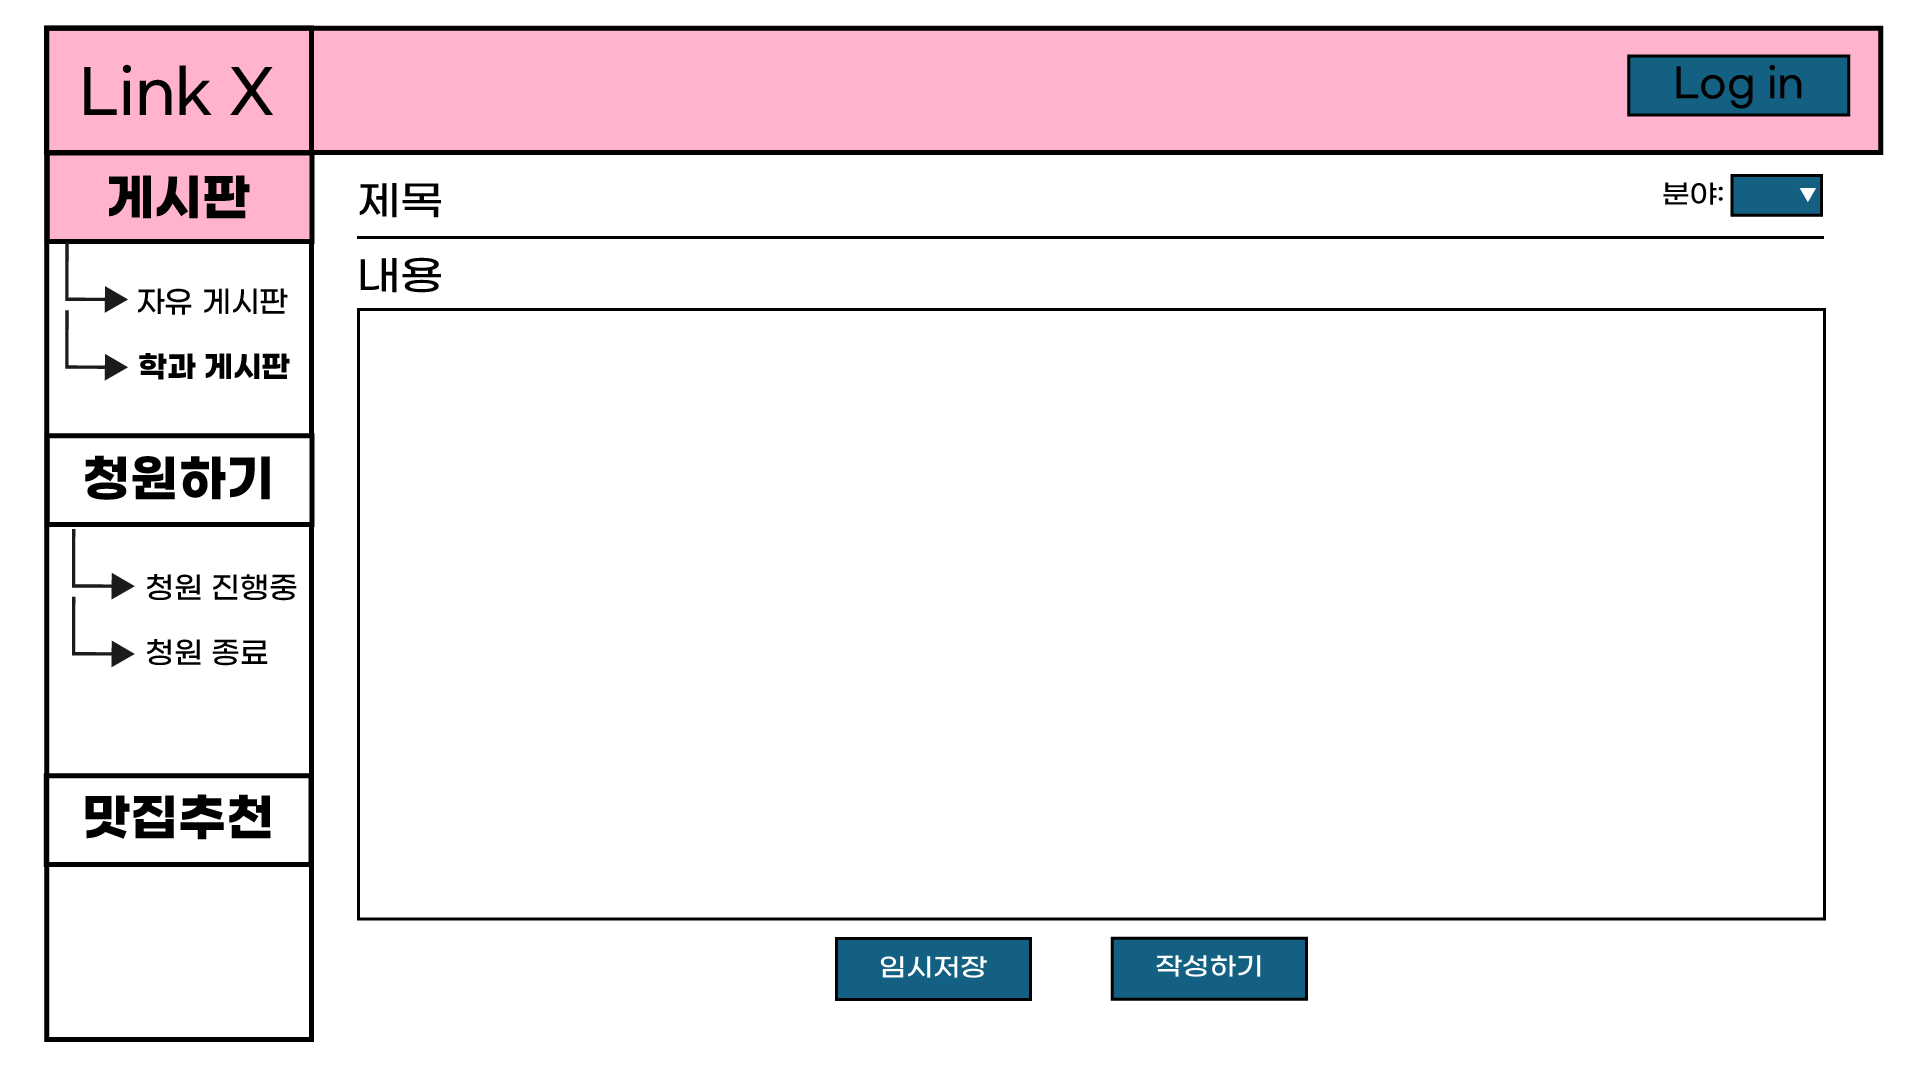 Link X
Log in
게시판
자유 게시판
학과 게시판
청원하기
청원 진행중
청원 종료
맛집추천
제목
분야:
내용
임시저장
작성하기